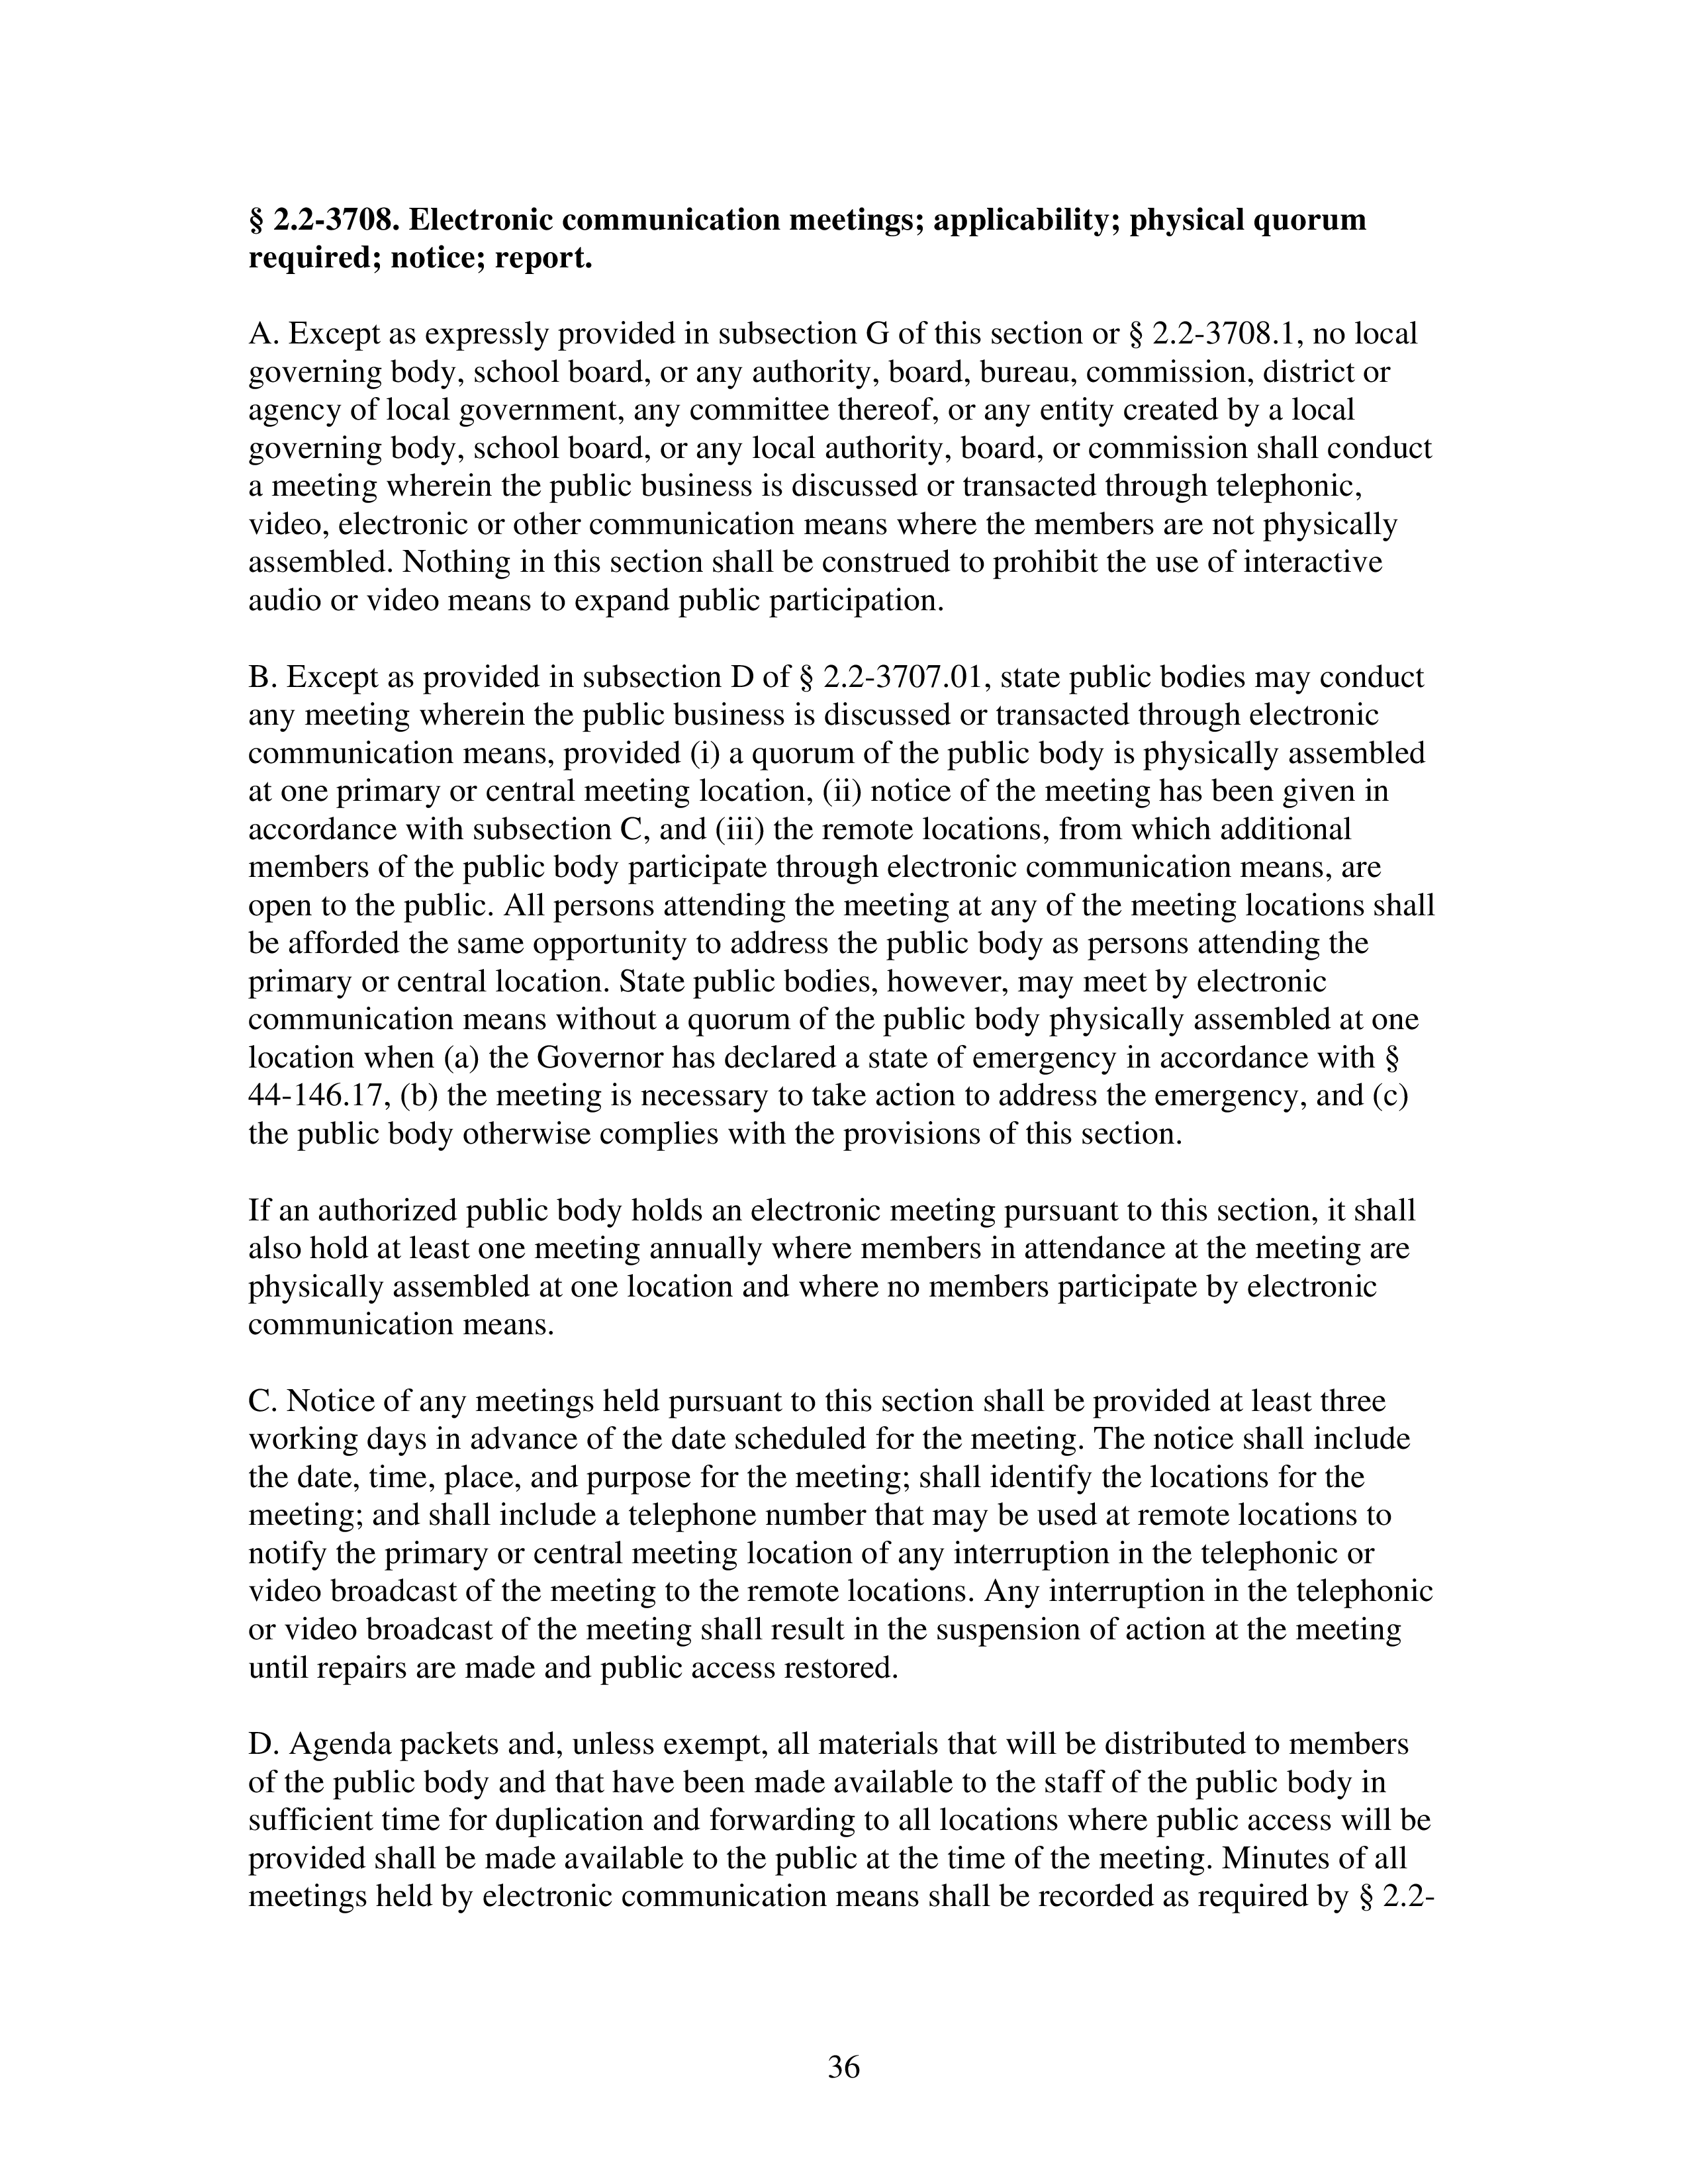 § 2.2-3708. Electronic communication meetings; applicability; physical quorum
required; notice; report.
A. Except as expressly provided in subsection G of this section or § 2.2-3708.1, no local
governing body, school board, or any authority, board, bureau, commission, district or
agency of local government, any committee thereof, or any entity created by a local
governing body, school board, or any local authority, board, or commission shall conduct
a meeting wherein the public business is discussed or transacted through telephonic,
video, electronic or other communication means where the members are not physically
assembled. Nothing in this section shall be construed to prohibit the use of interactive
audio or video means to expand public participation.
B. Except as provided in subsection D of § 2.2-3707.01, state public bodies may conduct
any meeting wherein the public business is discussed or transacted through electronic
communication means, provided (i) a quorum of the public body is physically assembled
at one primary or central meeting location, (ii) notice of the meeting has been given in
accordance with subsection C, and (iii) the remote locations, from which additional
members of the public body participate through electronic communication means, are
open to the public. All persons attending the meeting at any of the meeting locations shall
be afforded the same opportunity to address the public body as persons attending the
primary or central location. State public bodies, however, may meet by electronic
communication means without a quorum of the public body physically assembled at one
location when (a) the Governor has declared a state of emergency in accordance with §
44-146.17, (b) the meeting is necessary to take action to address the emergency, and (c)
the public body otherwise complies with the provisions of this section.
If an authorized public body holds an electronic meeting pursuant to this section, it shall
also hold at least one meeting annually where members in attendance at the meeting are
physically assembled at one location and where no members participate by electronic
communication means.
C. Notice of any meetings held pursuant to this section shall be provided at least three
working days in advance of the date scheduled for the meeting. The notice shall include
the date, time, place, and purpose for the meeting; shall identify the locations for the
meeting; and shall include a telephone number that may be used at remote locations to
notify the primary or central meeting location of any interruption in the telephonic or
video broadcast of the meeting to the remote locations. Any interruption in the telephonic
or video broadcast of the meeting shall result in the suspension of action at the meeting
until repairs are made and public access restored.
D. Agenda packets and, unless exempt, all materials that will be distributed to members
of the public body and that have been made available to the staff of the public body in
sufficient time for duplication and forwarding to all locations where public access will be
provided shall be made available to the public at the time of the meeting. Minutes of all
meetings held by electronic communication means shall be recorded as required by § 2.2-
36